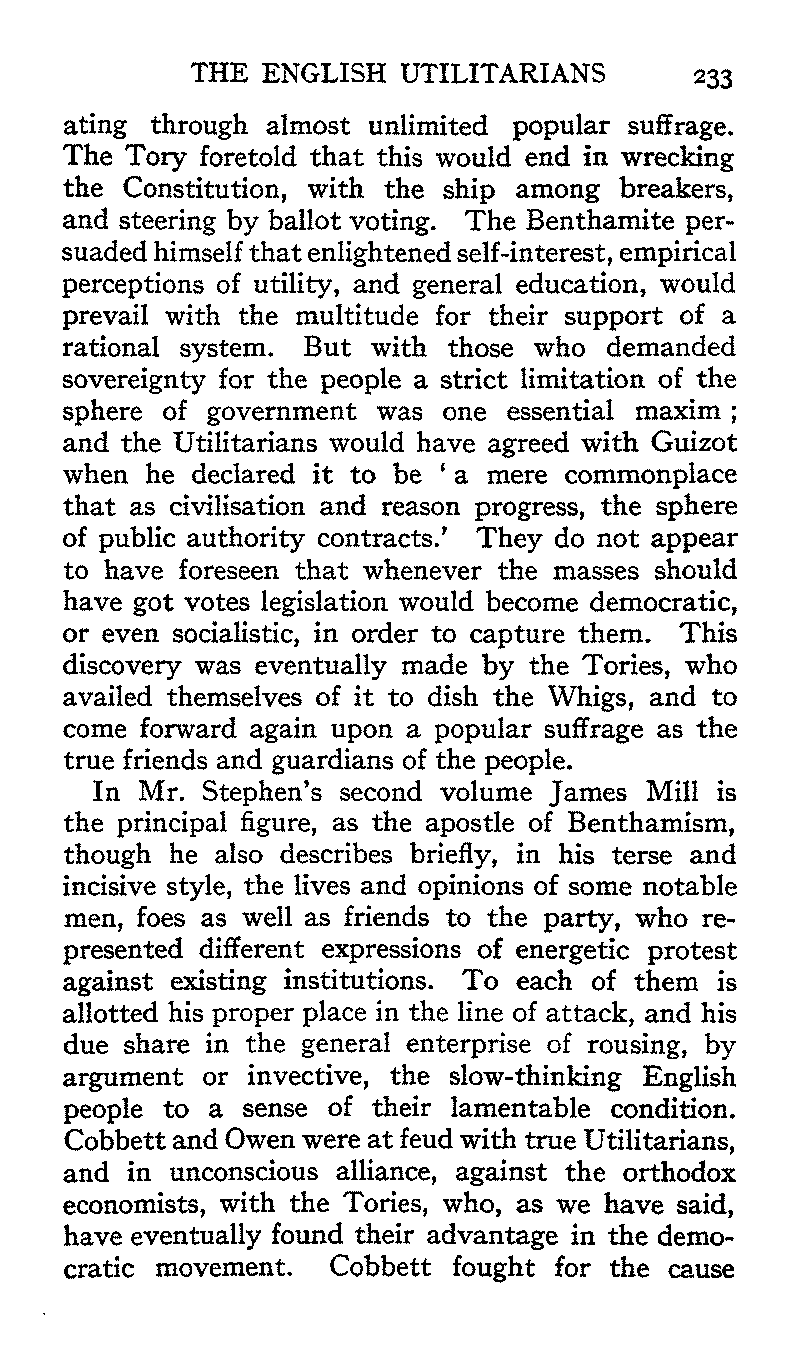 THE ENGLISH UTILITARIANS 233
ating through almost unlimited popular suffrage.
The Tory foretold that this would end in wrecking
the Constitution, with the ship among breakers,
and steering by ballot voting. The Benthamite per-
suaded himself that enlightened self-interest, empirical
perceptions of utility, and general education, would
prevail with the multitude for their support of a
rational system. But with those who demanded
sovereignty for the people a strict limitation of the
sphere of government was one essential maxim ;
and the Utilitarians would have agreed with Guizot
when he declared it to be ‘ a mere commonplace
that as civilisation and reason progress, the sphere
of public authority contracts.’ They do not appear
to have foreseen that whenever the masses should
have got votes legislation would become democratic,
or even socialistic, in order to capture them. This
discovery was eventually made by the Tories, who
availed themselves of it to dish the Whigs, and to
come forward again upon a popular suffrage as the
true friends and guardians of the people.
In Mr. Stephen’s second volume James Mill is
the principal figure, as the apostle of Benthamism,
though he also describes briefly, in his terse and
incisive style, the lives and opinions of some notable
men, foes as well as friends to the party, who re-
presented different expressions of energetic protest
against existing institutions. To each of them is
allotted his proper place in the line of attack, and his
due share in the general enterprise of rousing, by
argument or invective, the slow-thinking English
people to a sense of their lamentable condition.
Cobbett and Owen were at feud with true Utilitarians,
and in unconscious alliance, against the orthodox
economists, with the Tories, who, as we have said,
have eventually found their advantage in the demo-
cratic movement. Cobbett fought for the cause